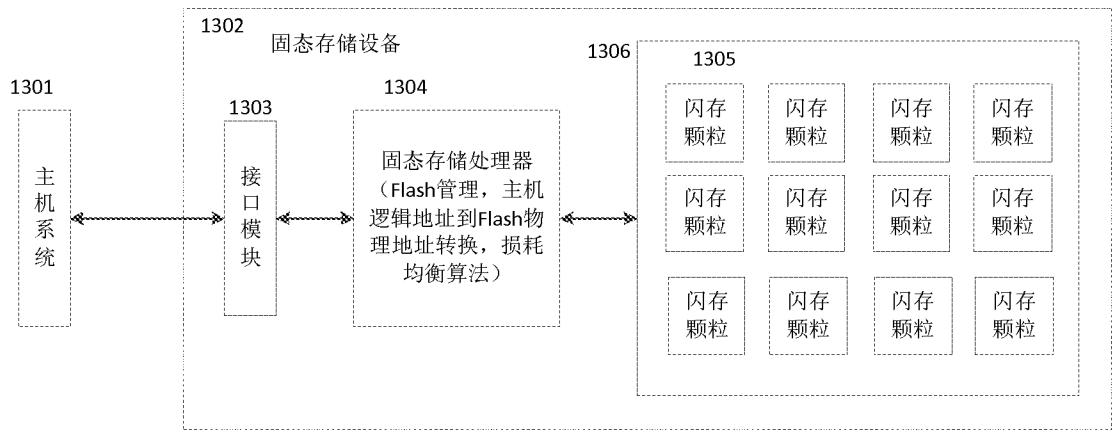 1302
固态存储设备
1306
1305
1301
1303
1304
主机系统
接口模块
固态存储处理器
（Flash管理，主机
逻辑地址到Flash物
理地址转换，损耗
均衡算法）
闪存
颗粒
闪存
颗粒
闪存
颗粒
闪存
颗粒
闪存
颗粒
闪存
颗粒
闪存
颗粒
闪存
颗粒
闪存
颗粒
闪存
颗粒
闪存
颗粒
闪存
颗粒